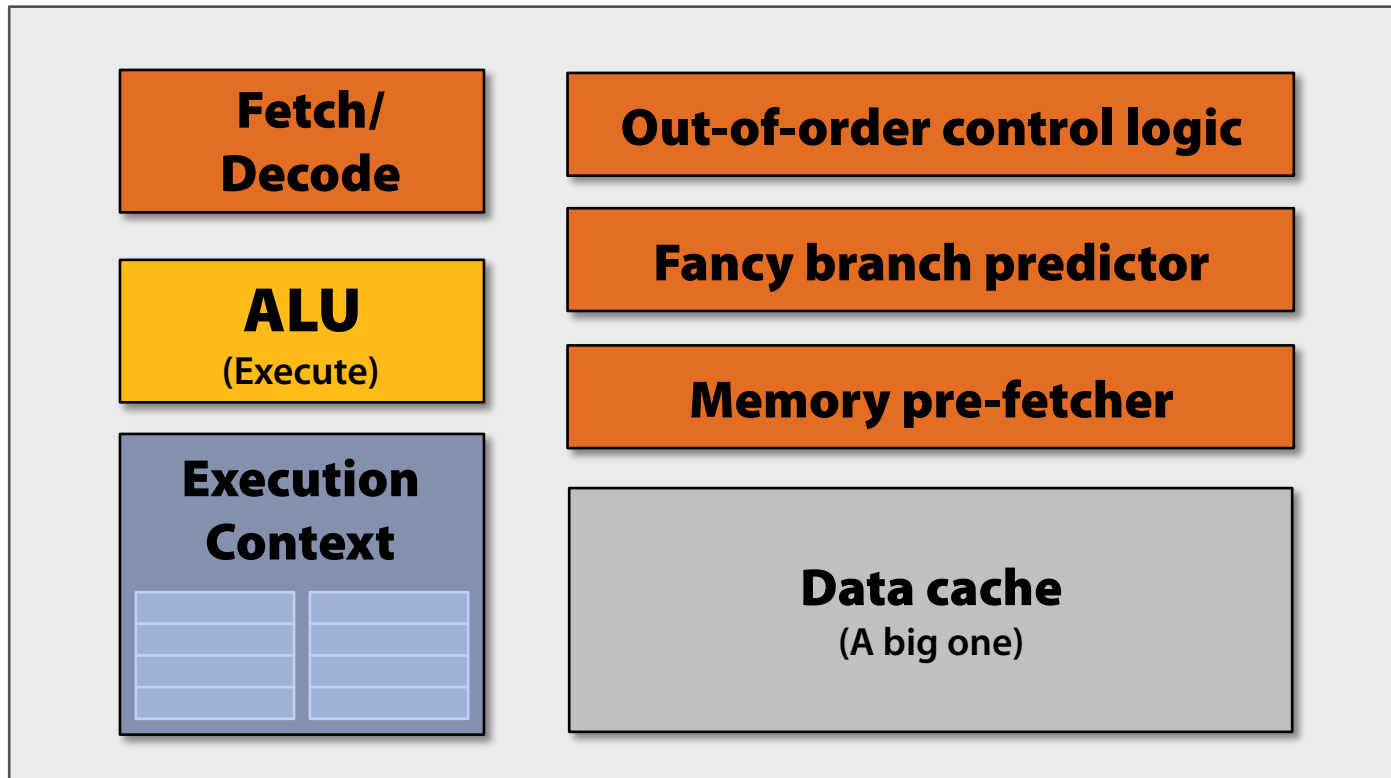 Fetch/
Decode
ALU
(Execute)
Execution
Context
Out-of-order control logic
Fancy branch predictor
Memory pre-fetcher
Data cache
(A big one)